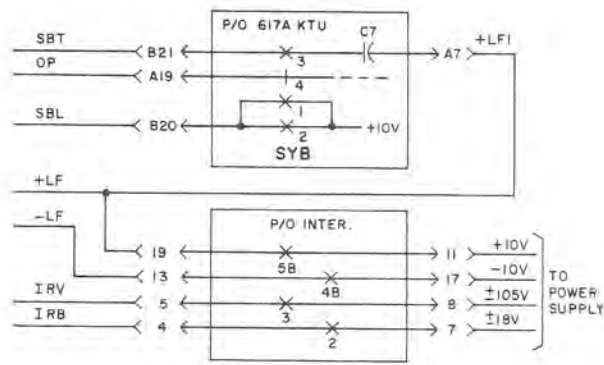 P/O 617A KTU
C7
SBT
B21
3
A7
+LF1
OP
A19
4
1
SBL
B20
2
+10V
SYB
+LF
-LF
P/O INTER.
19
5B
11
+10V
13
4B
17
-10V
IRV
5
3
8
±105V
IRB
4
2
7
±18V
TO
POWER
SUPPLY